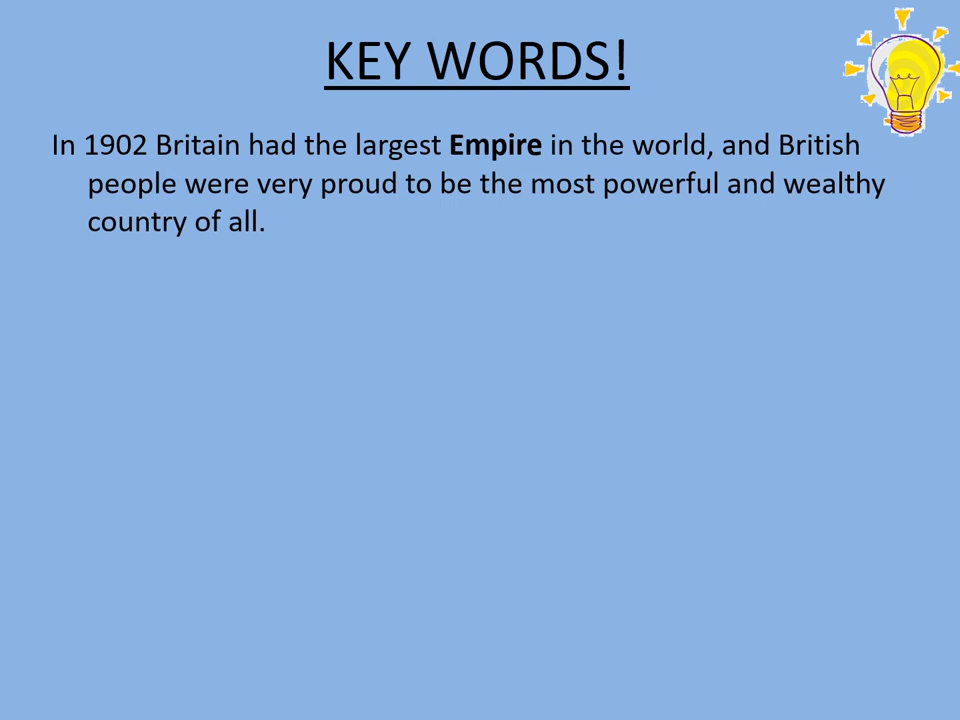 KEY WORDS!
In 1902 Britain had the largest Empire in the world, and British
people were very proud to be the most powerful and wealthy
country of all.